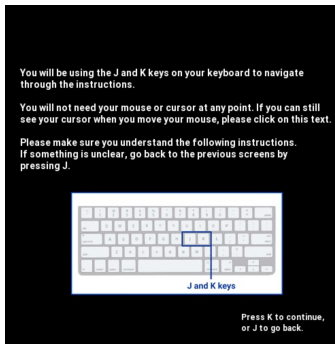 You will be using the J and K keys on your keyboard to navigate
through the instructions.
You will not need your mouse or cursor at any point. If you can still
see your cursor when you move your mouse, please click on this text.
Please make sure you understand the following instructions.
If something is unclear, go back to the previous screens by
pressing J.
J and K keys
Press K to continue,
or J to go back.